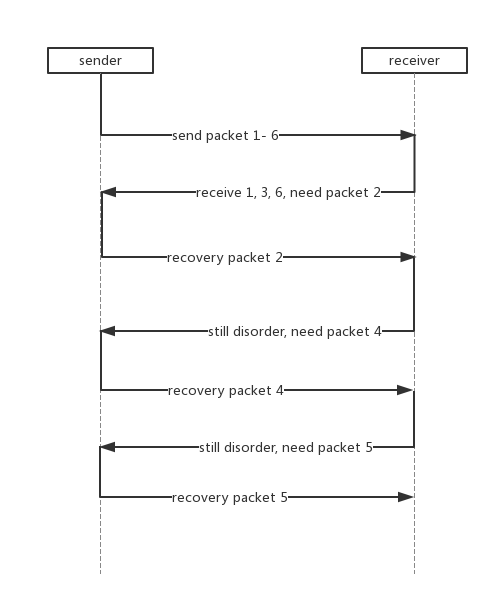 sender
receiver
send packet 1- 6
receive 1, 3, 6, need packet 2
recovery packet 2
still disorder, need packet 4
recovery packet 4
still disorder, need packet 5
recovery packet 5